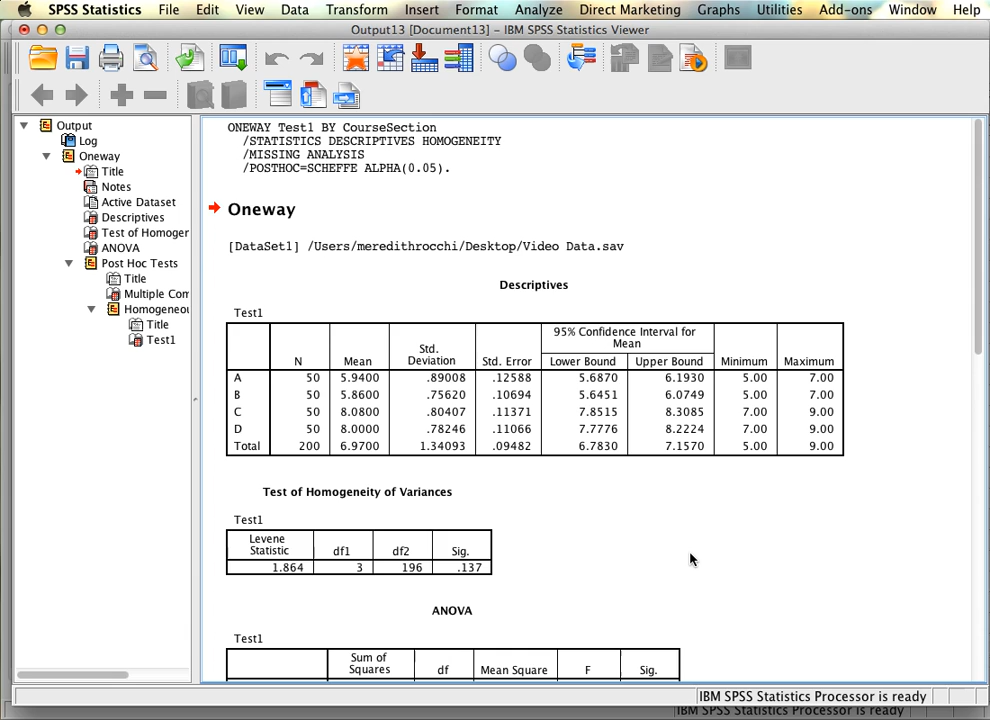 SPSS Statistics File Edit View Data Transform Insert Format Analyze Direct Marketing Graphs Utilities Add-ons Window Help
Output13 [Document13] – IBM SPSS Statistics Viewer
Output
Log
Oneway
Title
Notes
Active Dataset
Descriptives
Test of Homoger
ANOVA
Post Hoc Tests
Title
Multiple Com
Homogeneou
Title
Test1
ONEWAY Test1 BY CourseSection
/STATISTICS DESCRIPTIVES HOMOGENEITY
/MISSING ANALYSIS
/POSTHOC=SCHEFFE ALPHA(0.05).
Oneway
[DataSet1] /Users/meredithrocchi/Desktop/Video Data.sav
Descriptives
Test1
N Mean Std. Deviation Std. Error 95% Confidence Interval for Mean Lower Bound Upper Bound Minimum Maximum
A 50 5.9400 .89008 .12588 5.6870 6.1930 5.00 7.00
B 50 5.8600 .75620 .10694 5.6451 6.0749 5.00 7.00
C 50 8.0800 .80407 .11371 7.8515 8.3085 7.00 9.00
D 50 8.0000 .78246 .11066 7.7776 8.2224 7.00 9.00
Total 200 6.9700 1.34093 .09482 6.7830 7.1570 5.00 9.00
Test of Homogeneity of Variances
Test1
Levene Statistic df1 df2 Sig.
1.864 3 196 .137
ANOVA
Test1
Sum of Squares df Mean Square F Sig.
IBM SPSS Statistics Processor is ready
IBM SPSS Statistics Processor is ready